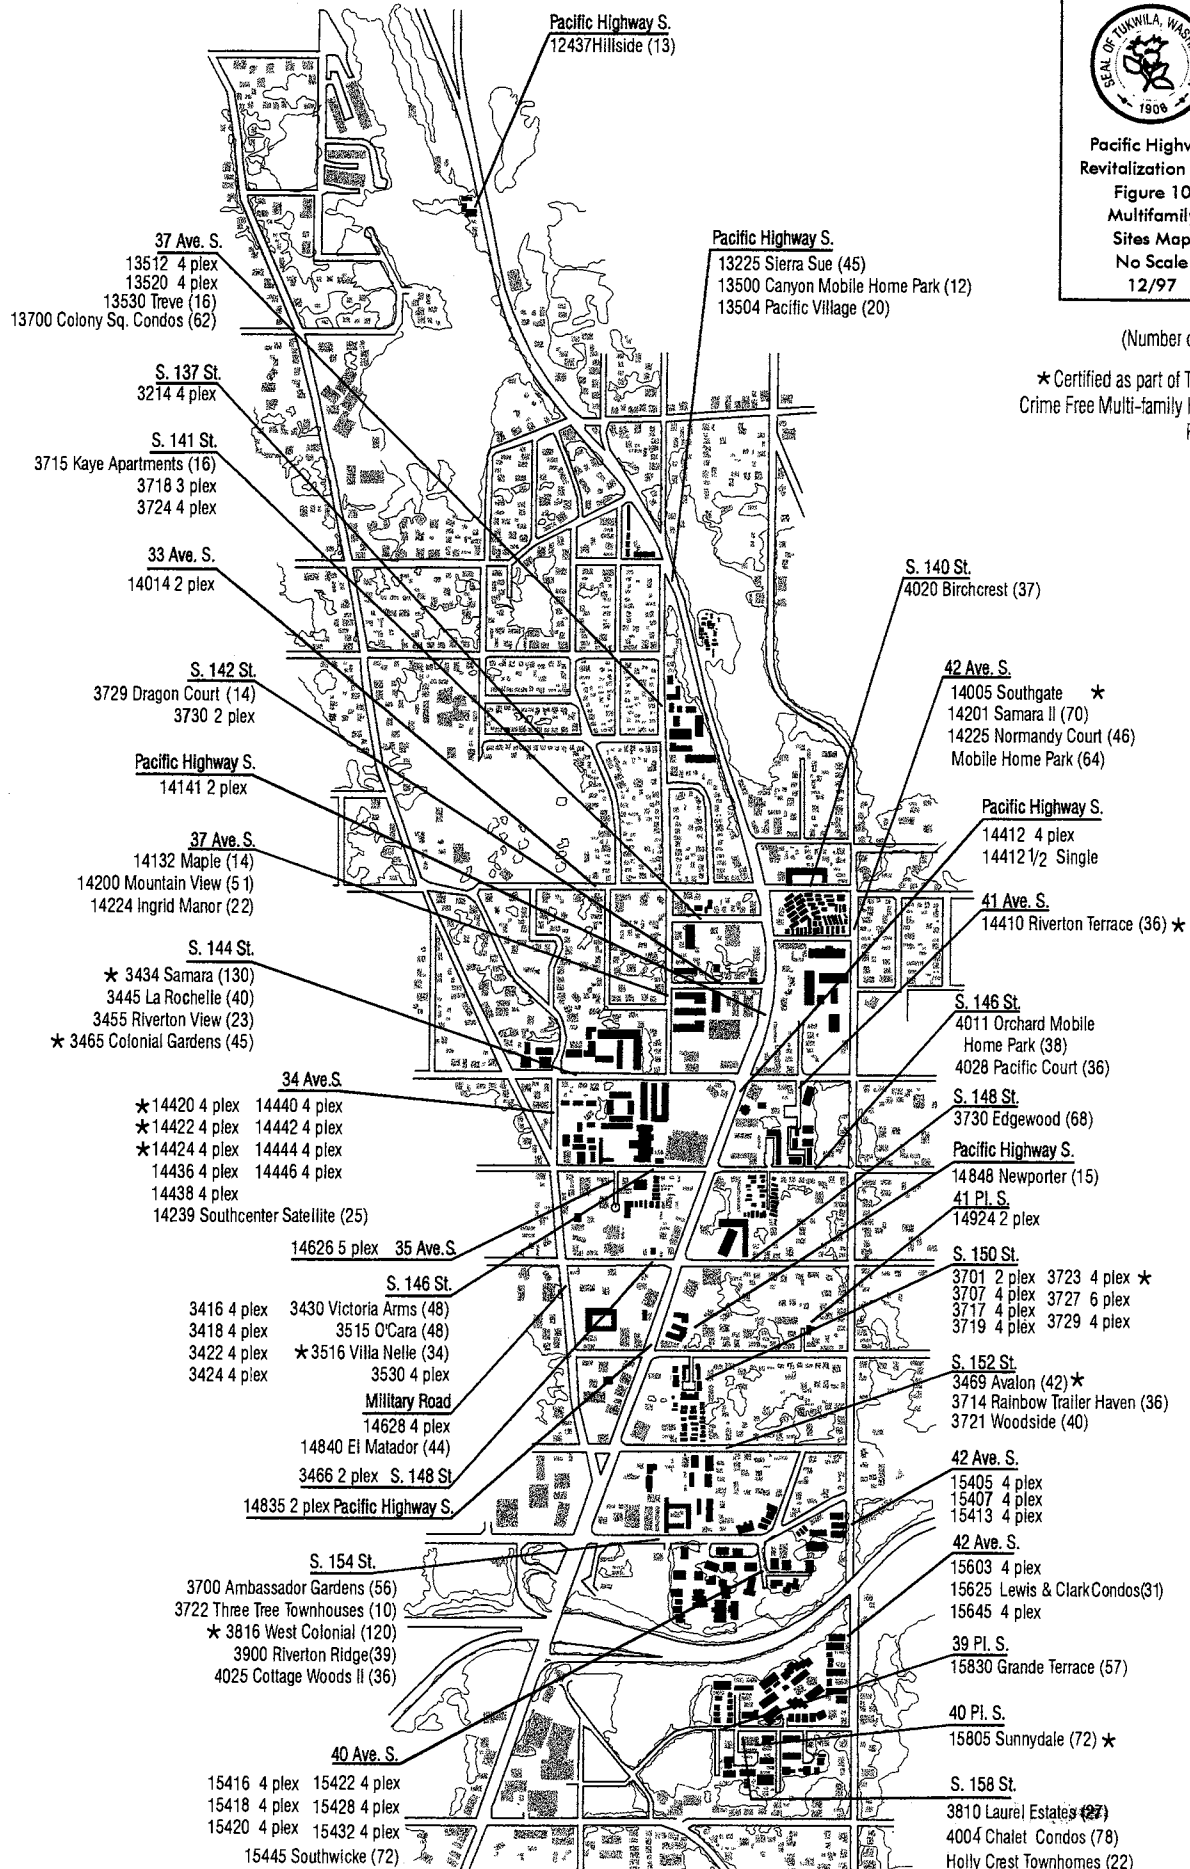 Pacific Highway S.
12437Hillside (13)
SEAL OF TUKWILA, WAS
1908
Pacific Highw
Revitalization
Figure 10
Multifamil
Sites Map
No Scale
12/97
(Number o
★Certified as part of T
Crime Free Multi-family
37 Ave. S.
13512 4 plex
13520 4 plex
13530 Treve (16)
13700 Colony Sq. Condos (62)
Pacific Highway S.
13225 Sierra Sue (45)
13500 Canyon Mobile Home Park (12)
13504 Pacific Village (20)
S. 137 St.
3214 4 plex
S. 141 St.
3715 Kaye Apartments (16)
3718 3 plex
3724 4 plex
33 Ave. S.
14014 2 plex
S. 140 St.
4020 Birchcrest (37)
S. 142 St.
3729 Dragon Court (14)
3730 2 plex
42 Ave. S.
14005 Southgate ★
14201 Samara II (70)
14225 Normandy Court (46)
Mobile Home Park (64)
Pacific Highway S.
14141 2 plex
Pacific Highway S.
14412 4 plex
14412 1/2 Single
37 Ave. S.
14132 Maple (14)
14200 Mountain View (51)
14224 Ingrid Manor (22)
41 Ave. S.
14410 Riverton Terrace (36) ★
S. 144 St.
★ 3434 Samara (130)
3445 La Rochelle (40)
3455 Riverton View (23)
★ 3465 Colonial Gardens (45)
S. 146 St.
4011 Orchard Mobile
Home Park (38)
4028 Pacific Court (36)
34 Ave.S.
★14420 4 plex 14440 4 plex
★14422 4 plex 14442 4 plex
★14424 4 plex 14444 4 plex
14436 4 plex 14446 4 plex
14438 4 plex
14239 Southcenter Satellite (25)
S. 148 St.
3730 Edgewood (68)
Pacific Highway S.
14848 Newporter (15)
41 Pl. S.
14924 2 plex
14626 5 plex 35 Ave.S.
S. 150 St.
3701 2 plex 3723 4 plex ★
3707 4 plex 3727 6 plex
3717 4 plex 3729 4 plex
3719 4 plex
S. 146 St.
3416 4 plex 3430 Victoria Arms (48)
3418 4 plex 3515 O'Cara (48)
3422 4 plex ★3516 Villa Nelle (34)
3424 4 plex 3530 4 plex
S. 152 St.
3469 Avalon (42)★
3714 Rainbow Trailer Haven (36)
3721 Woodside (40)
Military Road
14628 4 plex
14840 El Matador (44)
3466 2 plex S. 148 St.
14835 2 plex Pacific Highway S.
42 Ave. S.
15405 4 plex
15407 4 plex
15413 4 plex
42 Ave. S.
15603 4 plex
15625 Lewis & ClarkCondos(31)
15645 4 plex
S. 154 St.
3700 Ambassador Gardens (56)
3722 Three Tree Townhouses (10)
★ 3816 West Colonial (120)
3900 Riverton Ridge(39)
4025 Cottage Woods II (36)
39 Pl. S.
15830 Grande Terrace (57)
40 Pl. S.
15805 Sunnydale (72) ★
40 Ave. S.
15416 4 plex 15422 4 plex
15418 4 plex 15428 4 plex
15420 4 plex 15432 4 plex
15445 Southwicke (72)
S. 158 St.
3810 Laurel Estates (27)
4004 Chalet Condos (78)
Holly Crest Townhomes (22)